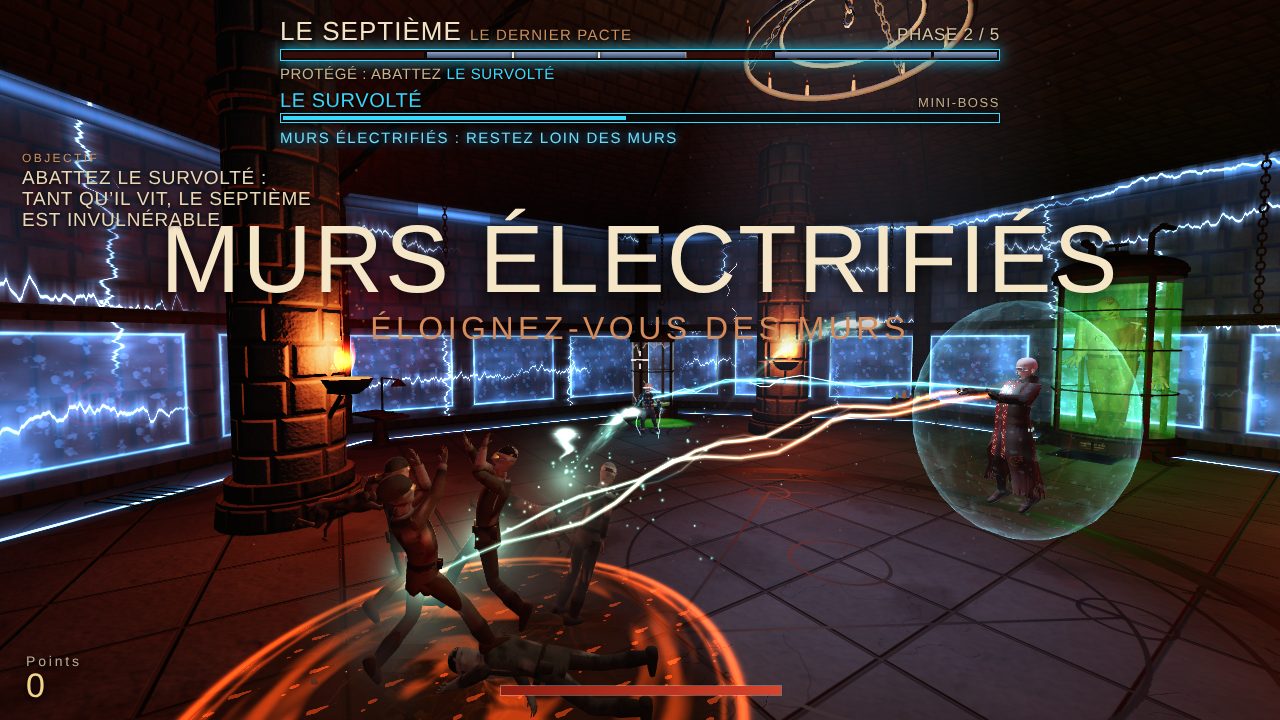 LE SEPTIÈME LE DERNIER PACTE
PHASE 2 / 5
PROTÉGÉ : ABATTEZ LE SURVOLTÉ
LE SURVOLTÉ
MINI-BOSS
MURS ÉLECTRIFIÉS : RESTEZ LOIN DES MURS
OBJECTIF
ABATTEZ LE SURVOLTÉ :
TANT QU'IL VIT, LE SEPTIÈME
EST INVULNÉRABLE
MURS ÉLECTRIFIÉS
ÉLOIGNEZ-VOUS DES MURS
Points
0